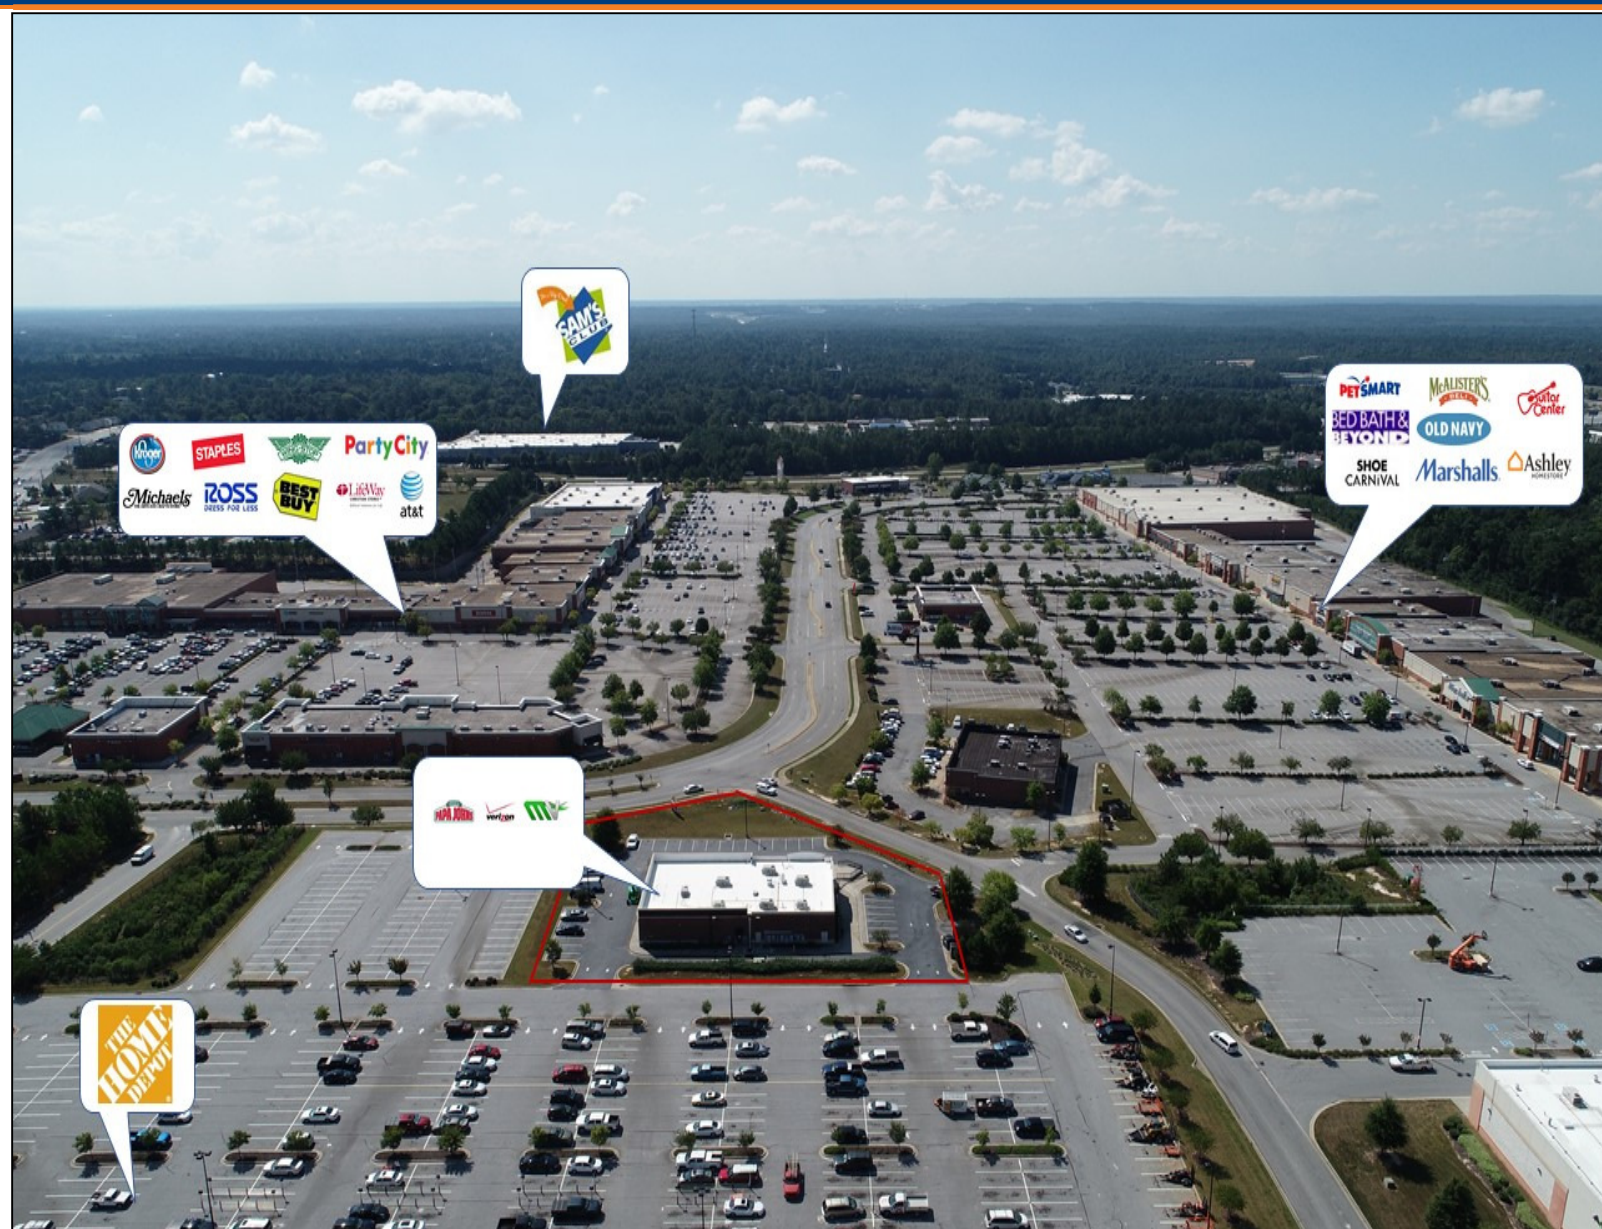 SAM'S
CLUB
Kroger
STAPLES
Party City
Michaels
ROSS
DRESS FOR LESS
BEST
BUY
LifeWay
at&t
PETSMART
McALISTER'S
DELI
Guitar
Center
BED BATH &
BEYOND
OLD NAVY
SHOE
CARNIVAL
Marshalls
Ashley
HOMESTORE
PAPA JOHNS
verizon
THE
HOME
DEPOT